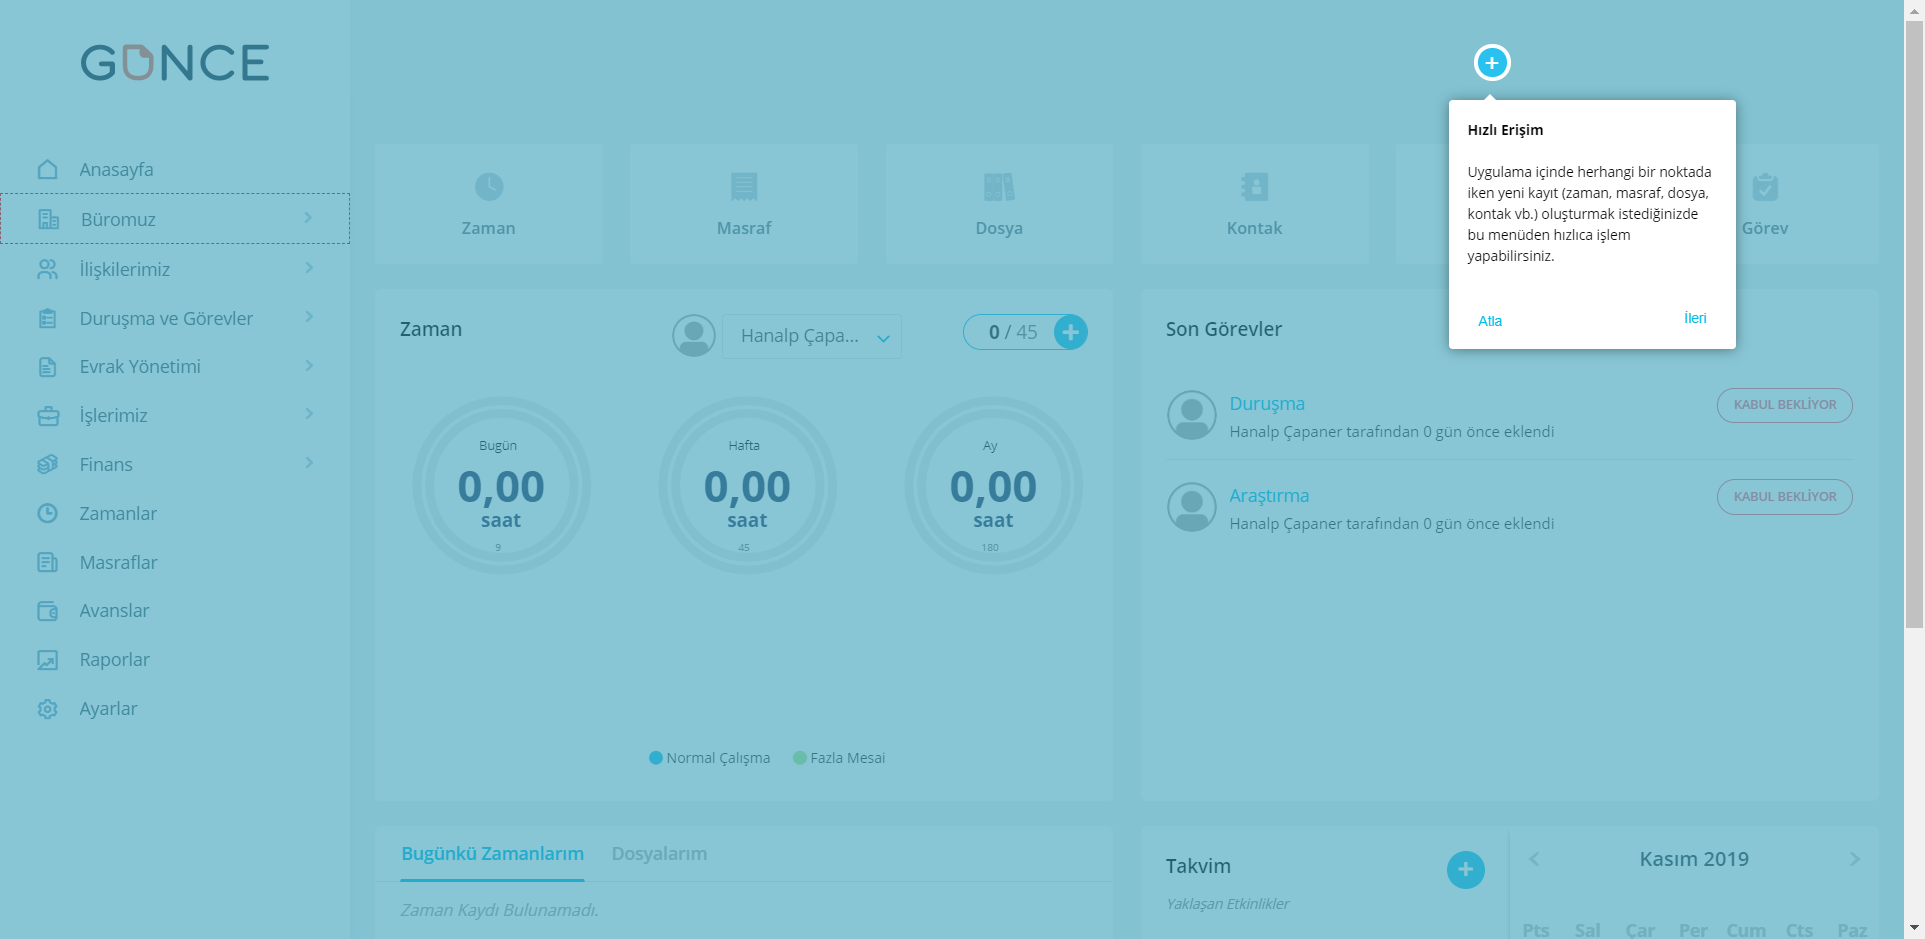 GÜNCE
Anasayfa
Büromuz
İlişkilerimiz
Duruşma ve Görevler
Evrak Yönetimi
İşlerimiz
Finans
Zamanlar
Masraflar
Avanslar
Raporlar
Ayarlar
Zaman
Masraf
Dosya
Kontak
Görev
Hızlı Erişim
Uygulama içinde herhangi bir noktada
iken yeni kayıt (zaman, masraf, dosya,
kontak vb.) oluşturmak istediğinizde
bu menüden hızlıca işlem
yapabilirsiniz.
Atla
İleri
Zaman
Hanalp Çapa...
0 / 45
Bugün
0,00
saat
9
Hafta
0,00
saat
45
Ay
0,00
saat
180
Normal Çalışma
Fazla Mesai
Son Görevler
Duruşma
KABUL BEKLİYOR
Hanalp Çapaner tarafından 0 gün önce eklendi
Araştırma
KABUL BEKLİYOR
Hanalp Çapaner tarafından 0 gün önce eklendi
Bugünkü Zamanlarım
Dosyalarım
Zaman Kaydı Bulunamadı.
Takvim
Yaklaşan Etkinlikler
Kasım 2019
Pts Sal Çar Per Cum Cts Paz